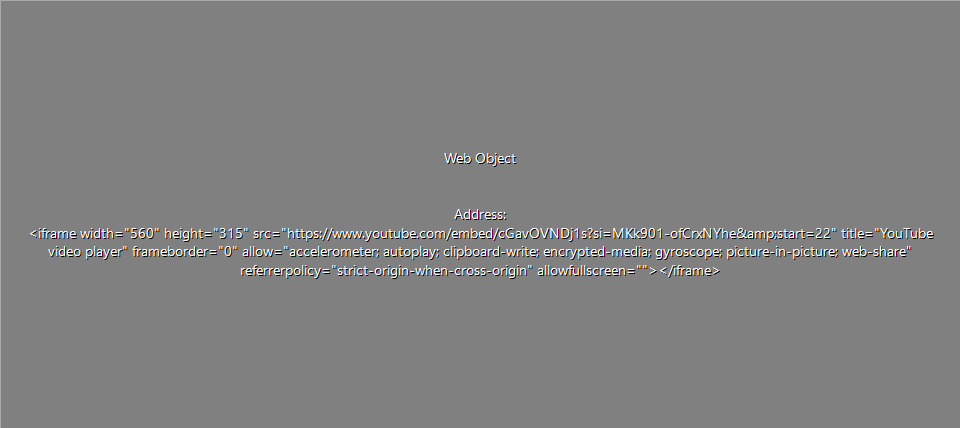 Web Object
Address:
<iframe width="560" height="315" src="https://www.youtube.com/embed/cGavOVNDj1s?si=MKk901-ofCrxNYhe&amp;start=22" title="YouTube
video player" frameborder="0" allow="accelerometer; autoplay; clipboard-write; encrypted-media; gyroscope; picture-in-picture; web-share"
referrerpolicy="strict-origin-when-cross-origin" allowfullscreen=""></iframe>